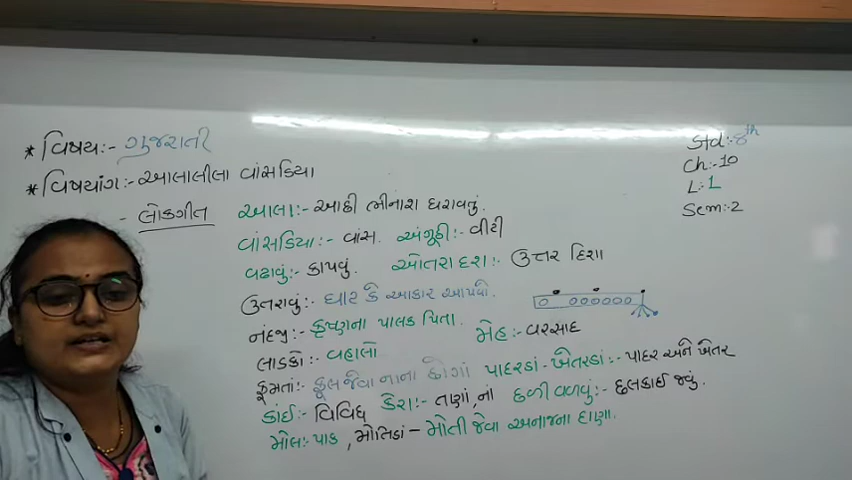 * વિષય:- ગુજરાતી
* વિષયાંગ:- આલાલીલા વાંસડિયા
- લોકગીત
Std:- 8th
Ch:-10
L:1
Sem:-2
આલા:- આછી ભીનાશ ધરાવતું.
વાંસડિયા:- વાંસ. અંગૂઠી:- વીંટી
વઢાવું:- કાપવું. ઓતરા દશ:- ઉત્તર દિશા
ઉતરાવું:- ઘાટ કે આકાર આપવો.
નંદજી:- કૃષ્ણના પાલક પિતા. મેહ:- વરસાદ
લાડકો:- વહાલો
ફૂમતાં:- ફૂલ જેવા નાના છોગાં પાદરડાં-ખેતરડાં:- પાદર અને ખેતર
કાંઈ:- વિવિધ કેરા:- તણાં, નાં ઢળી વળવું:- ઢુલકાઈ જવું.
મોલ:- પાક, મોતિડાં - મોતી જેવા અનાજના દાણા.